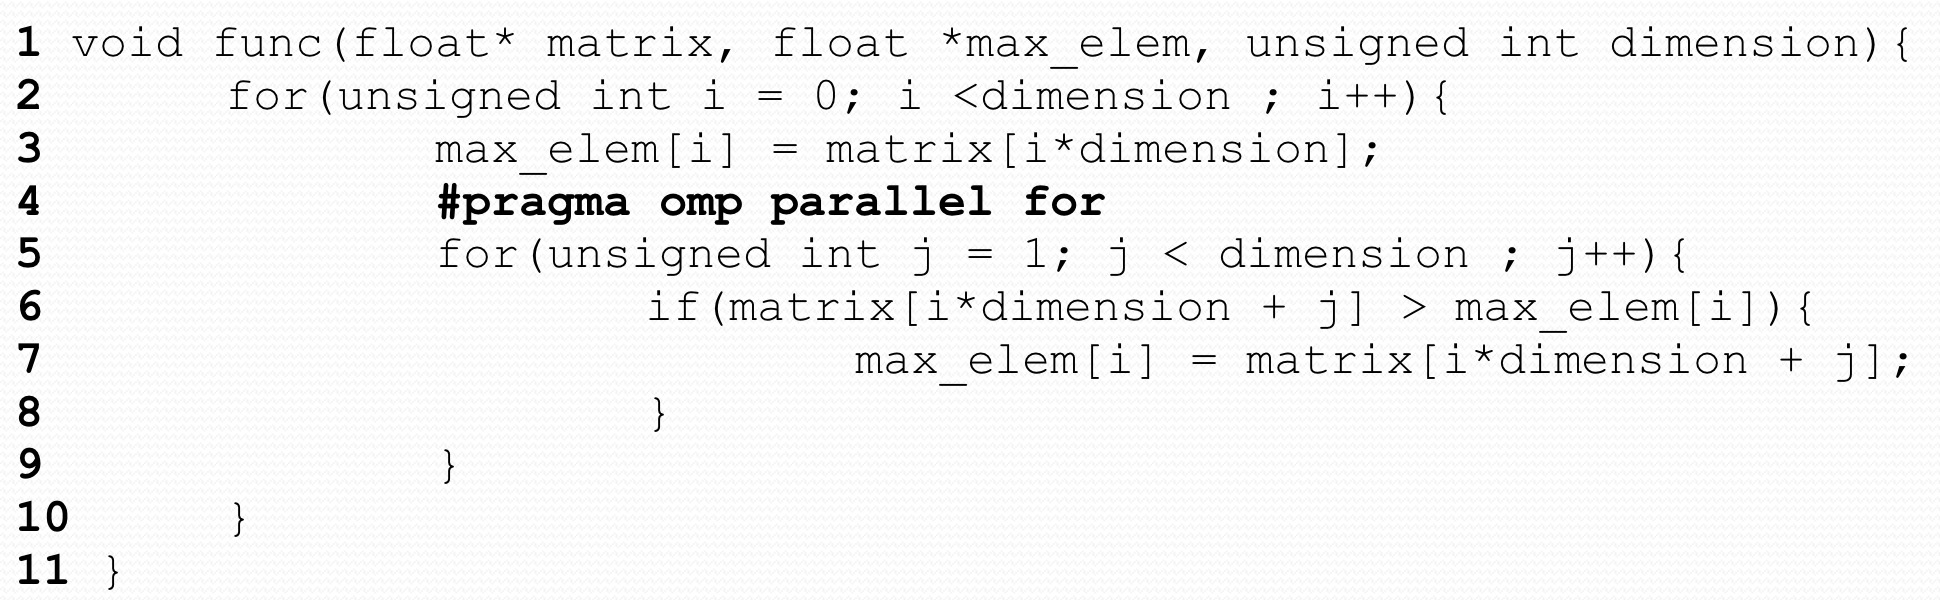 1 void func(float* matrix, float *max_elem, unsigned int dimension){
2 for(unsigned int i = 0; i <dimension ; i++){
3 max_elem[i] = matrix[i*dimension];
4 #pragma omp parallel for
5 for(unsigned int j = 1; j < dimension ; j++){
6 if(matrix[i*dimension + j] > max_elem[i]){
7 max_elem[i] = matrix[i*dimension + j];
8 }
9 }
10 }
11 }